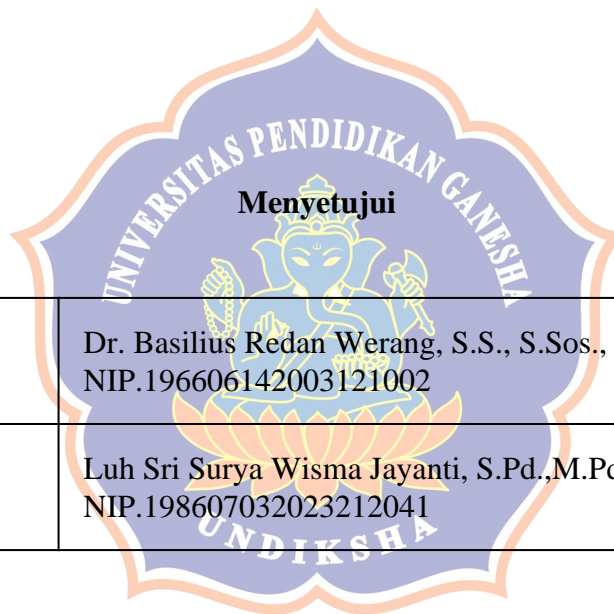 UNIVERSITAS PENDIDIKAN GANESHA
Menyetujui
Dr. Basilius Redan Werang, S.S., S.Sos.,
NIP.196606142003121002
Luh Sri Surya Wisma Jayanti, S.Pd.,M.Pd
NIP.198607032023212041
UNDIKSHA